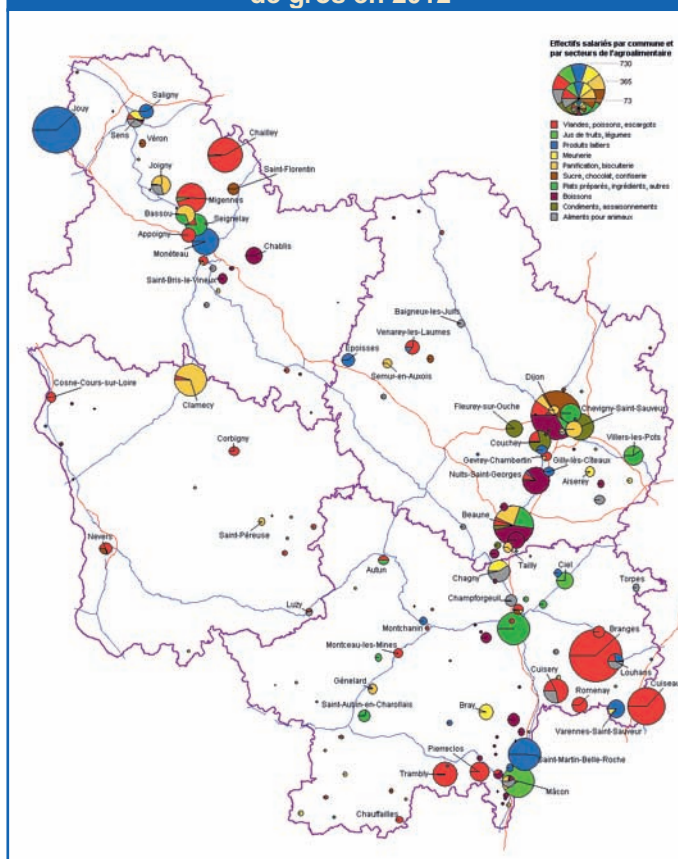 de gros en 2012
Effectifs salariés par commune et
par secteurs de l'agroalimentaire
730
365
73
Viandes, poissons, escargots
Jus de fruits, légumes
Produits laitiers
Meunerie
Panification, biscuiterie
Sucre, chocolat, confiserie
Plats préparés, ingrédients, autres
Boissons
Condiments, assaisonnements
Aliments pour animaux
Jouy
Saligny
Sens
Véron
Chailley
Joigny
Saint-Florentin
Migennes
Bassou
Seignelay
Appoigny
Monéteau
Chablis
Saint-Bris-le-Vineux
Baigneux-les-Juifs
Venarey-les-Laumes
Epoisses
Semur-en-Auxois
Cosne-Cours-sur-Loire
Clamecy
Dijon
Fleurey-sur-Ouche
Chevigny-Saint-Sauveur
Couchey
Villers-les-Pots
Corbigny
Gevrey-Chambertin
Gilly-lès-Cîteaux
Nuits-Saint-Georges
Aiserey
Beaune
Saint-Péreuse
Nevers
Tailly
Autun
Chagny
Ciel
Torpes
Champforgeuil
Luzy
Montchanin
Branges
Montceau-les-Mines
Louhans
Cuisery
Cuiseaux
Génelard
Romenay
Saint-Aubin-en-Charollais
Bray
Varennes-Saint-Sauveur
Saint-Martin-Belle-Roche
Pierreclos
Trambly
Mâcon
Chauffailles